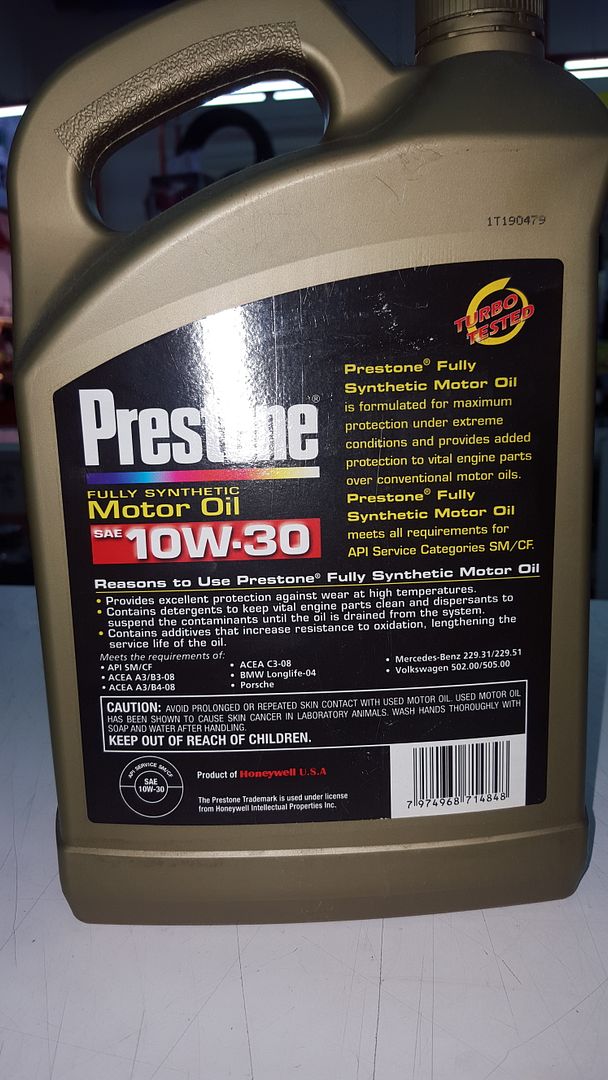 1T190479
TURBO
TESTED
Prestone® Fully
Synthetic Motor Oil
is formulated for maximum
protection under extreme
conditions and provides added
protection to vital engine parts
over conventional motor oils.
Prestone® Fully
Synthetic Motor Oil
meets all requirements for
API Service Categories SM/CF.
Prestone®
FULLY SYNTHETIC
Motor Oil
SAE 10W-30
Reasons to Use Prestone® Fully Synthetic Motor Oil
• Provides excellent protection against wear at high temperatures.
• Contains detergents to keep vital engine parts clean and dispersants to
suspend the contaminants until the oil is drained from the system.
• Contains additives that increase resistance to oxidation, lengthening the
service life of the oil.
Meets the requirements of:
• API SM/CF
• ACEA A3/B3-08
• ACEA A3/B4-08
• ACEA C3-08
• BMW Longlife-04
• Porsche
• Mercedes-Benz 229.31/229.51
• Volkswagen 502.00/505.00
CAUTION: AVOID PROLONGED OR REPEATED SKIN CONTACT WITH USED MOTOR OIL. USED MOTOR OIL
HAS BEEN SHOWN TO CAUSE SKIN CANCER IN LABORATORY ANIMALS. WASH HANDS THOROUGHLY WITH
SOAP AND WATER AFTER HANDLING.
KEEP OUT OF REACH OF CHILDREN.
API SERVICE SM/CF
SAE
10W-30
Product of Honeywell U.S.A
The Prestone Trademark is used under license
from Honeywell Intellectual Properties Inc.
7 974968 714848